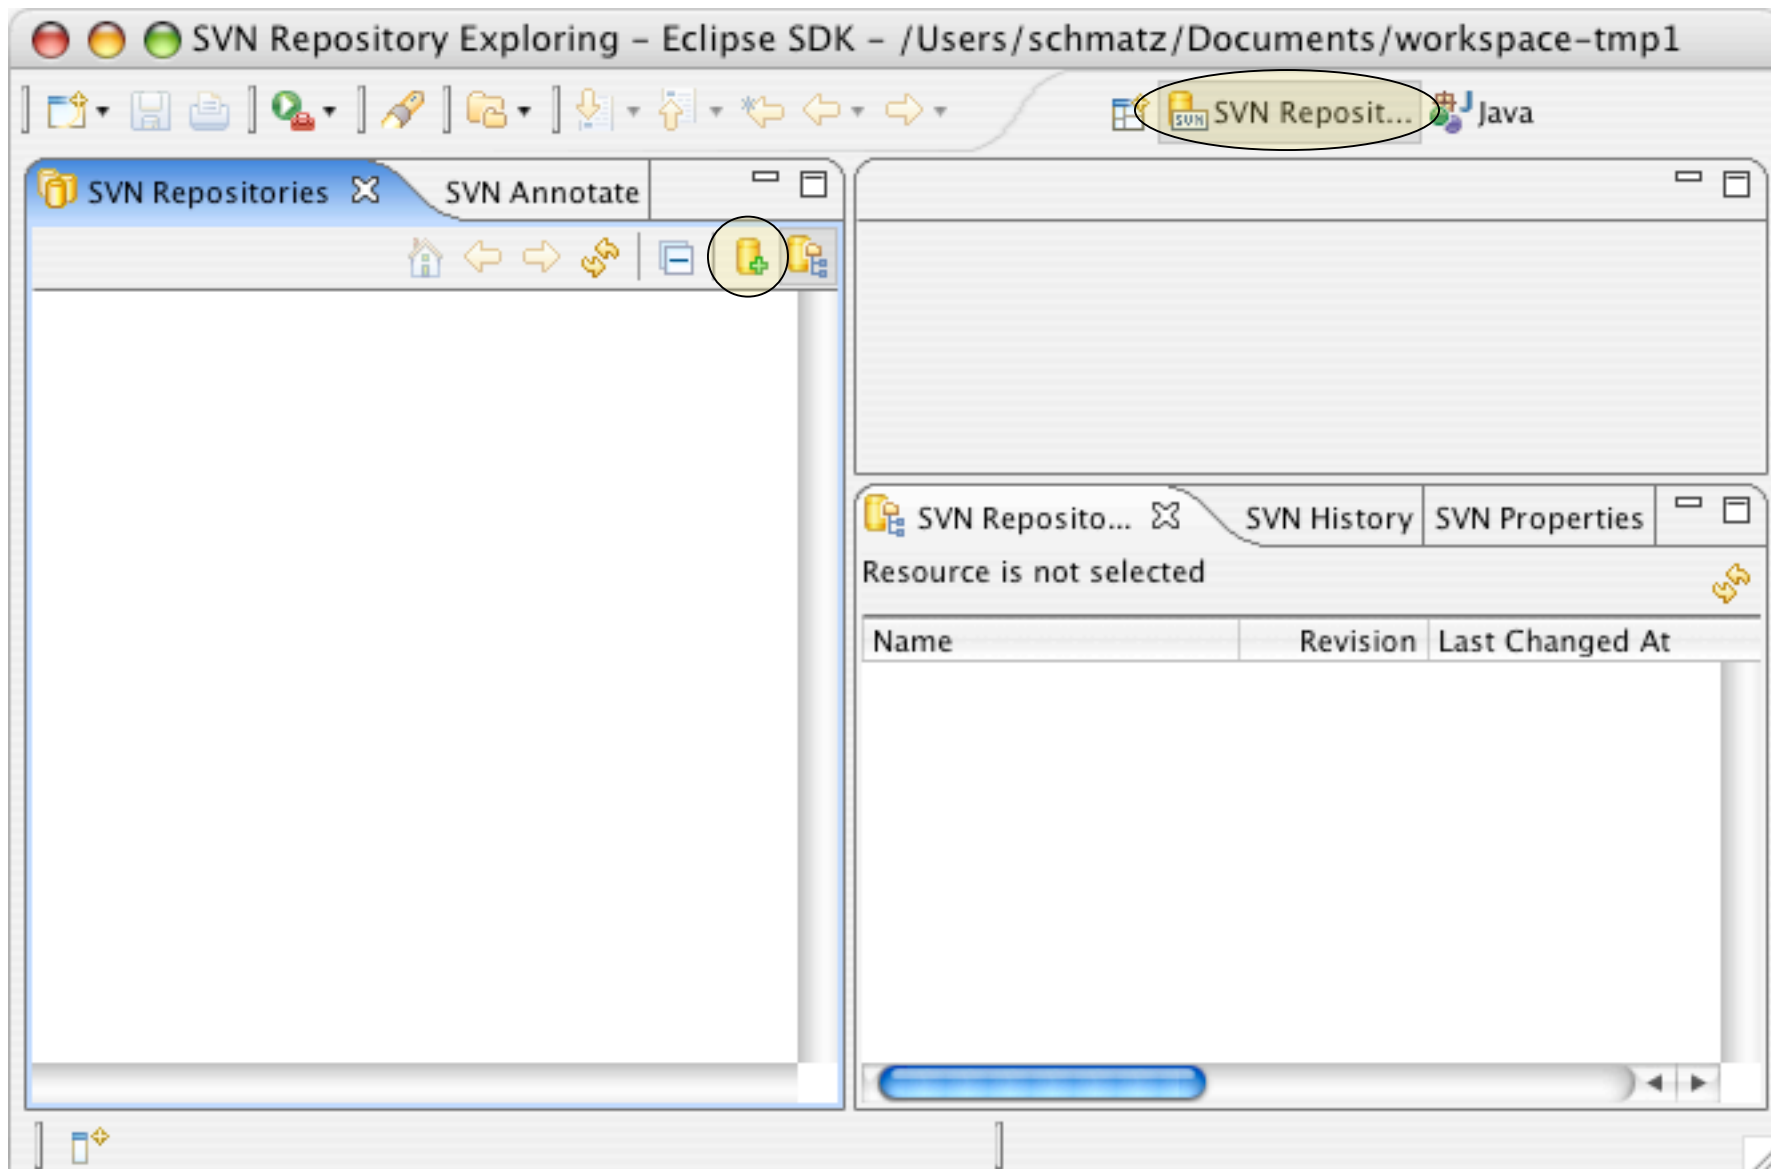 SVN Repository Exploring – Eclipse SDK – /Users/schmatz/Documents/workspace-tmp1
SVN Reposit...
Java
SVN Repositories
SVN Annotate
SVN Reposito...
SVN History
SVN Properties
Resource is not selected
Name
Revision
Last Changed At